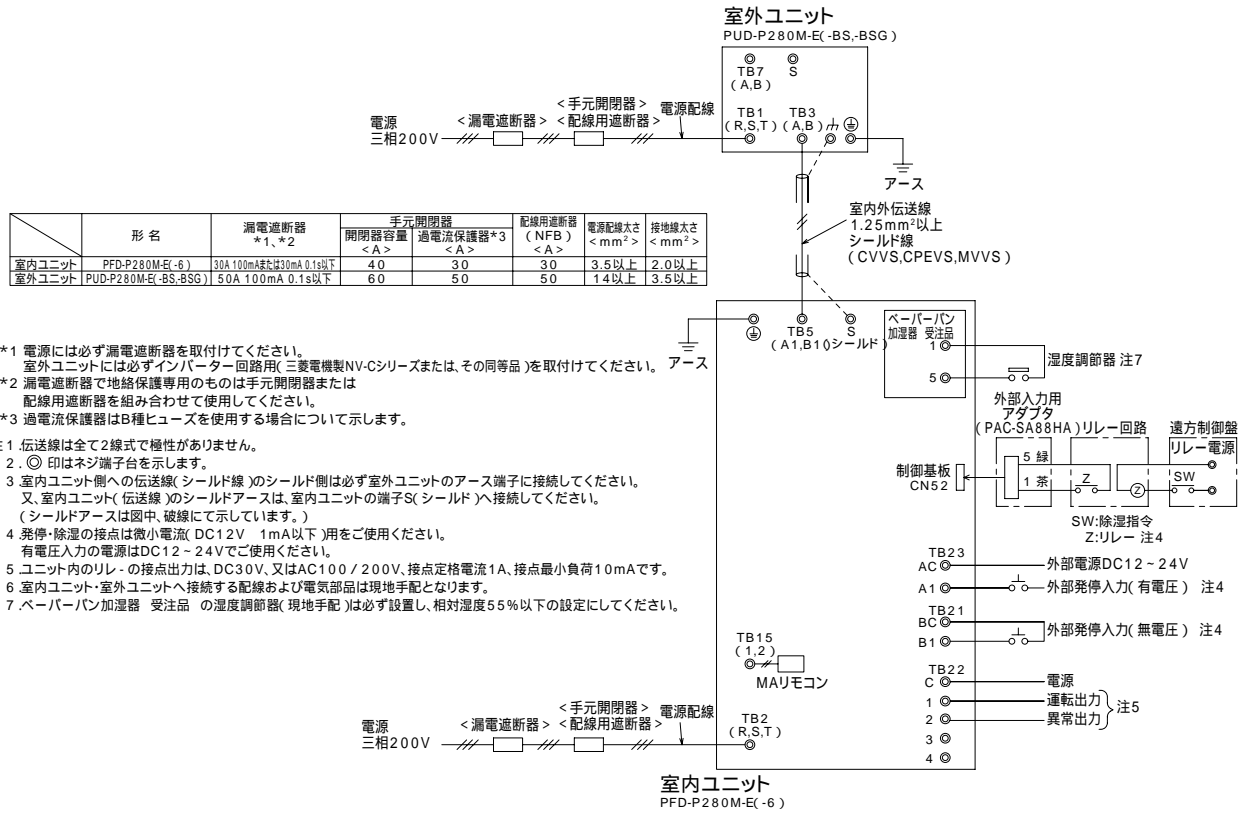 室外ユニット
PUD-P280M-E(-BS,-BSG)
TB7
(A,B)
S
TB1
(R,S,T)
TB3
(A,B)
電源
三相200V
<漏電遮断器>
<手元開閉器>
<配線用遮断器>
電源配線
アース
室内外伝送線
1.25mm²以上
シールド線
(CVVS,CPEVS,MVVS)
形名 漏電遮断器 *1、*2 手元開閉器 配線用遮断器 (NFB) <A> 電源配線太さ <mm²> 接地線太さ <mm²>
開閉器容量 <A> 過電流保護器*3 <A>
室内ユニット PFD-P280M-E(-6) 30A 100mAまたは30mA 0.1s以下 40 30 30 3.5以上 2.0以上
室外ユニット PUD-P280M-E(-BS,-BSG) 50A 100mA 0.1s以下 60 50 50 14以上 3.5以上
*1 電源には必ず漏電遮断器を取付けてください。
室外ユニットには必ずインバーター回路用(三菱電機製NV-Cシリーズまたは、その同等品)を取付けてください。
*2 漏電遮断器で地絡保護専用のものは手元開閉器または
配線用遮断器を組み合わせて使用してください。
*3 過電流保護器はB種ヒューズを使用する場合について示します。
注1.伝送線は全て2線式で極性がありません。
2.◎印はネジ端子台を示します。
3.室内ユニット側への伝送線(シールド線)のシールド側は必ず室外ユニットのアース端子に接続してください。
又、室内ユニット(伝送線)のシールドアースは、室内ユニットの端子S(シールド)へ接続してください。
(シールドアースは図中、破線にて示しています。)
4.発停・除湿の接点は微小電流(DC12V 1mA以下)用をご使用ください。
有電圧入力の電源はDC12~24Vでご使用ください。
5.ユニット内のリレ-の接点出力は、DC30V、又はAC100/200V、接点定格電流1A、接点最小負荷10mAです。
6.室内ユニット・室外ユニットへ接続する配線および電気部品は現地手配となります。
7.ペーパーパン加湿器 受注品 の湿度調節器(現地手配)は必ず設置し、相対湿度55%以下の設定にしてください。
アース
TB5
(A1,B1)
S
(シールド)
ペーパーパン
加湿器 受注品
1
5
湿度調節器 注7
外部入力用
アダプタ
(PAC-SA88HA)
リレー回路
遠方制御盤
リレー電源
制御基板
CN52
5 緑
1 茶
Z
Z
SW
SW:除湿指令
Z:リレー 注4
TB23
AC
外部電源DC12~24V
A1
外部発停入力(有電圧) 注4
TB21
BC
B1
外部発停入力(無電圧) 注4
TB15
(1,2)
MAリモコン
TB22
C
電源
1
運転出力
2
異常出力
注5
3
4
電源
三相200V
<漏電遮断器>
<手元開閉器>
<配線用遮断器>
電源配線
TB2
(R,S,T)
室内ユニット
PFD-P280M-E(-6)